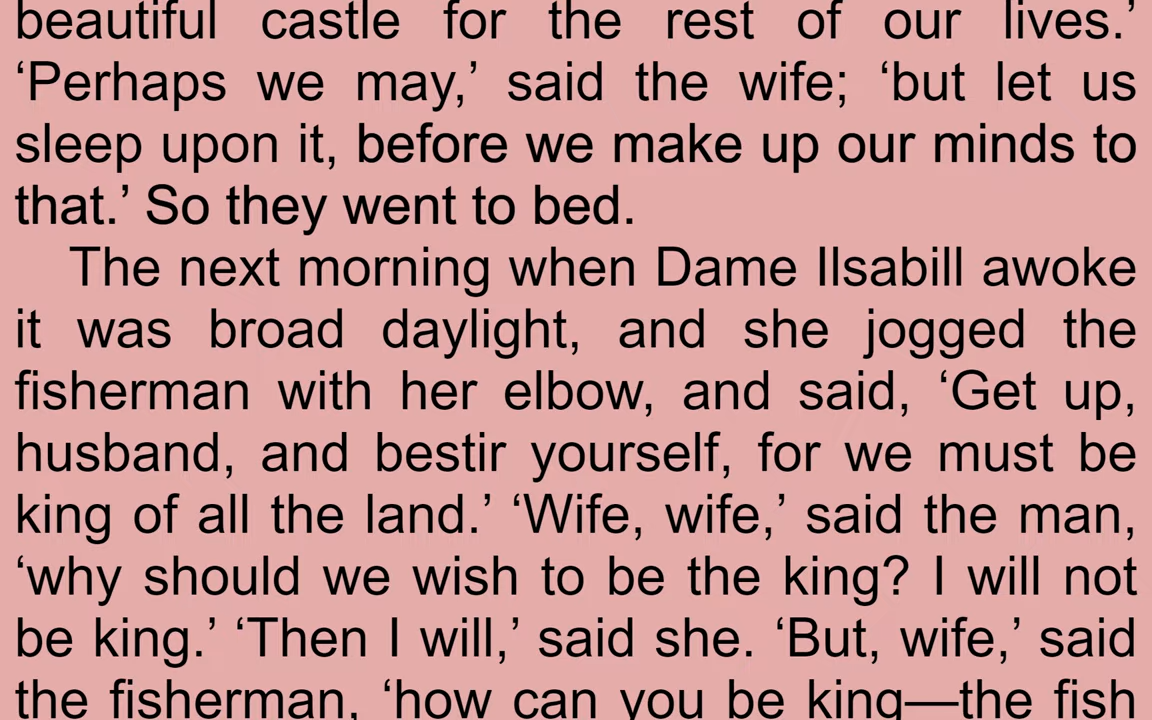 beautiful castle for the rest of our lives.’
‘Perhaps we may,’ said the wife; ‘but let us
sleep upon it, before we make up our minds to
that.’ So they went to bed.
The next morning when Dame Ilsabill awoke
it was broad daylight, and she jogged the
fisherman with her elbow, and said, ‘Get up,
husband, and bestir yourself, for we must be
king of all the land.’ ‘Wife, wife,’ said the man,
‘why should we wish to be the king? I will not
be king.’ ‘Then I will,’ said she. ‘But, wife,’ said
the fisherman, ‘how can you be king—the fish